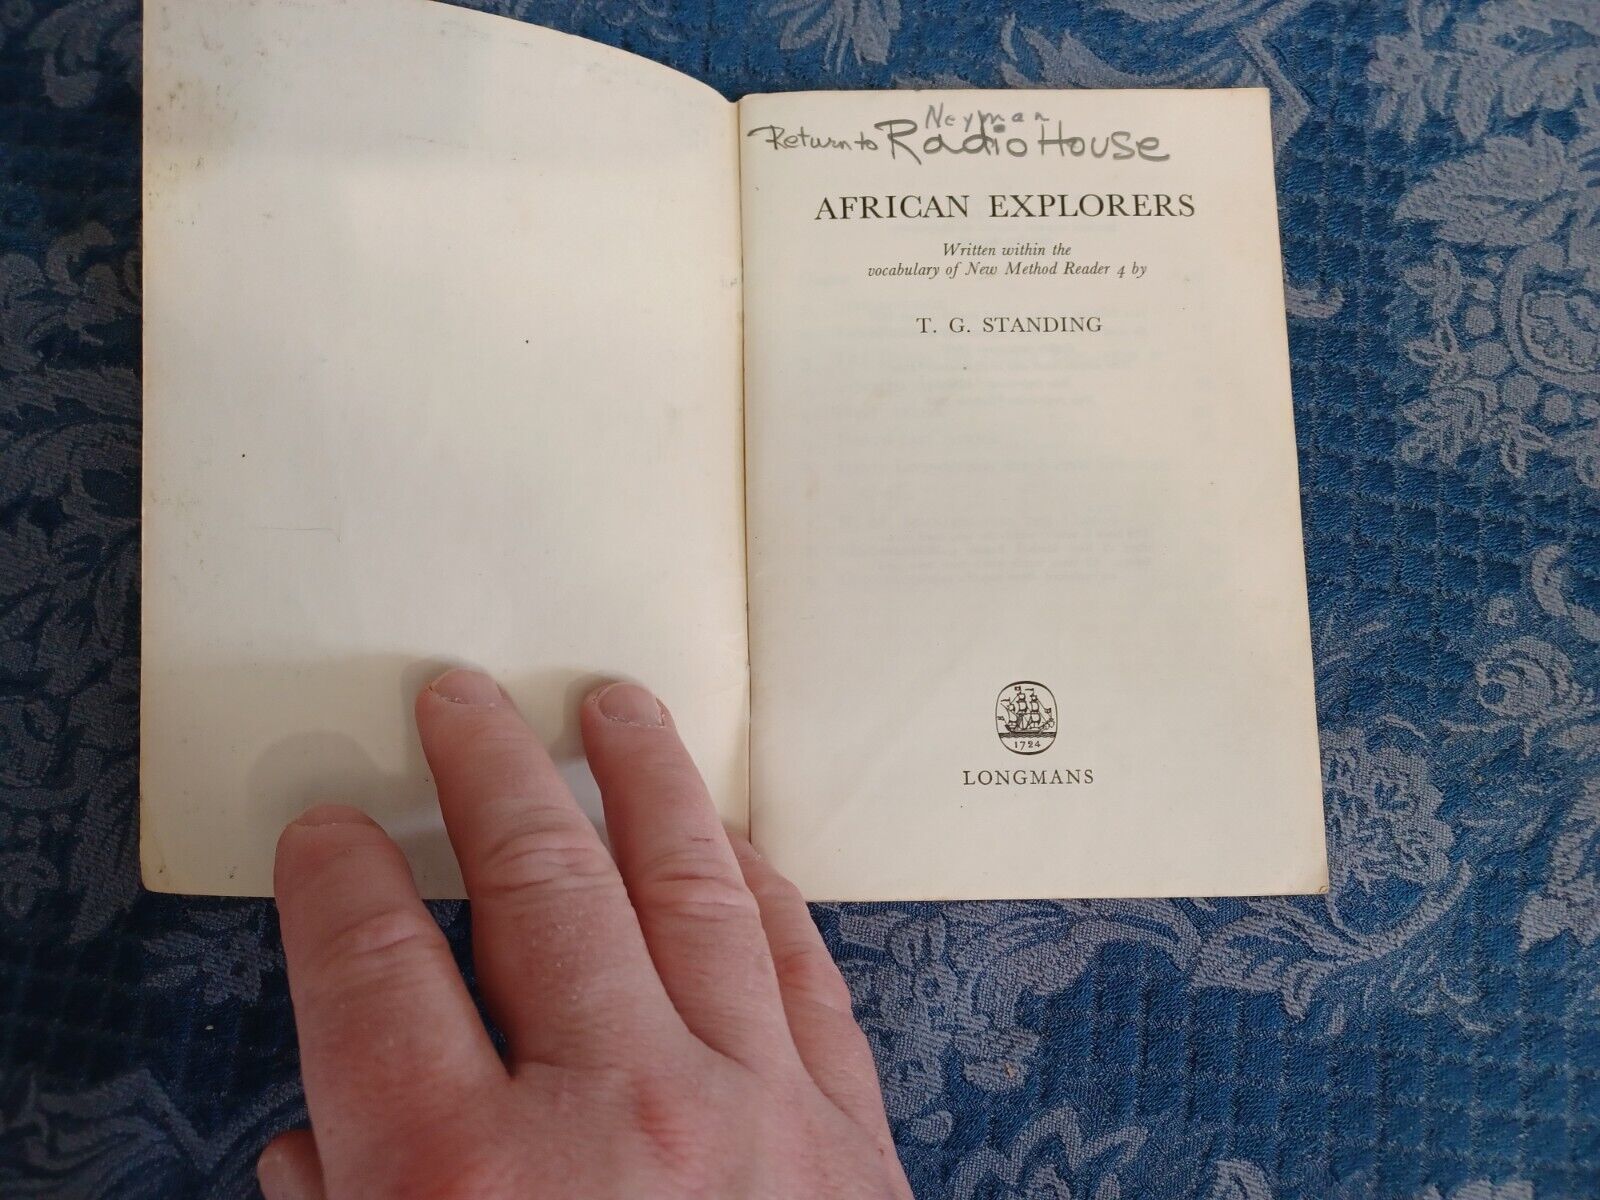 Neyman
Return to Radio House
AFRICAN EXPLORERS
Written within the
vocabulary of New Method Reader 4 by
T. G. STANDING
1724
LONGMANS